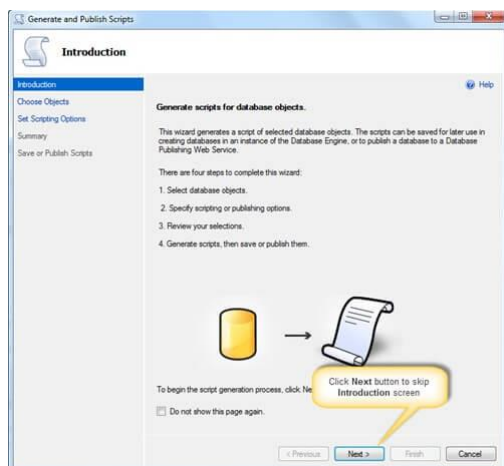 Generate and Publish Scripts
Introduction
Introduction
Help
Choose Objects
Generate scripts for database objects.
Set Scripting Options
Summary
Save or Publish Scripts
This wizard generates a script of selected database objects. The scripts can be saved for later use in
creating databases in an instance of the Database Engine, or to publish a database to a Database
Publishing Web Service.
There are four steps to complete this wizard:
1. Select database objects.
2. Specify scripting or publishing options.
3. Review your selections.
4. Generate scripts, then save or publish them.
To begin the script generation process, click Ne
Click Next button to skip
Introduction screen
Do not show this page again.
< Previous
Next >
Finish
Cancel